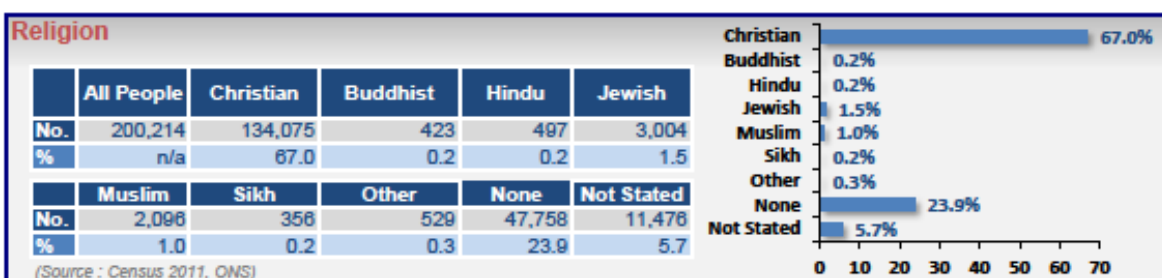 Religion
All People Christian Buddhist Hindu Jewish
No. 200,214 134,075 423 497 3,004
% n/a 67.0 0.2 0.2 1.5
Muslim Sikh Other None Not Stated
No. 2,096 356 529 47,758 11,476
% 1.0 0.2 0.3 23.9 5.7
(Source : Census 2011, ONS)
Christian 67.0%
Buddhist 0.2%
Hindu 0.2%
Jewish 1.5%
Muslim 1.0%
Sikh 0.2%
Other 0.3%
None 23.9%
Not Stated 5.7%
0 10 20 30 40 50 60 70